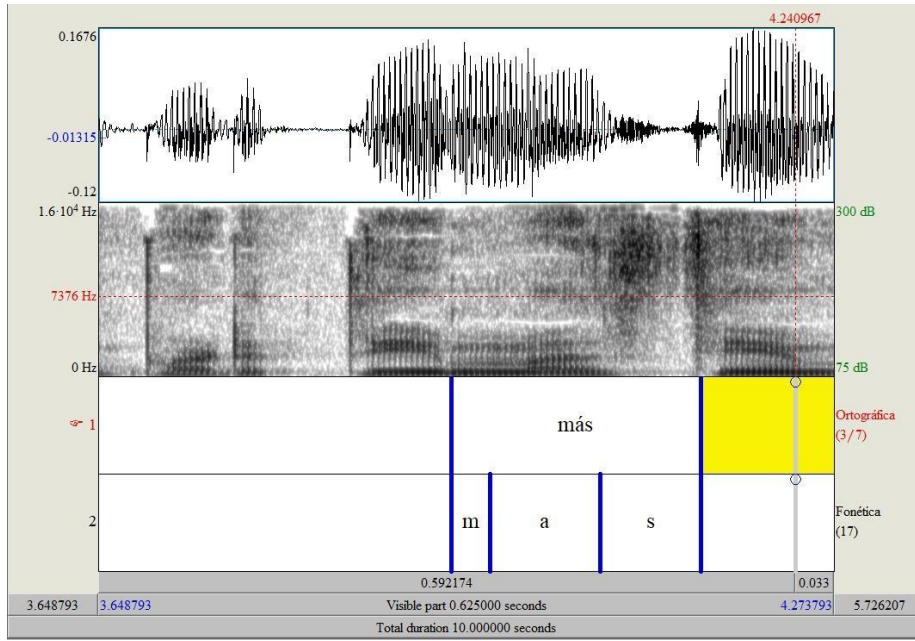 4.240967
0.1676
-0.01315
-0.12
1.6·10⁴ Hz
300 dB
7376 Hz
0 Hz
75 dB
☞ 1
más
Ortográfica
(3/7)
2
m a s
Fonética
(17)
0.592174 0.033
3.648793 3.648793 Visible part 0.625000 seconds 4.273793 5.726207
Total duration 10.000000 seconds